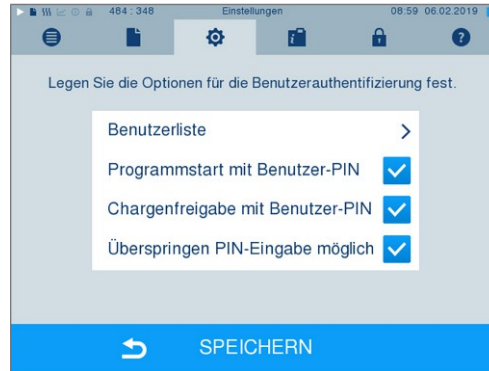 484 : 348 Einstellungen 08:59 06.02.2019
Legen Sie die Optionen für die Benutzerauthentifizierung fest.
Benutzerliste
Programmstart mit Benutzer-PIN
Chargenfreigabe mit Benutzer-PIN
Überspringen PIN-Eingabe möglich
SPEICHERN